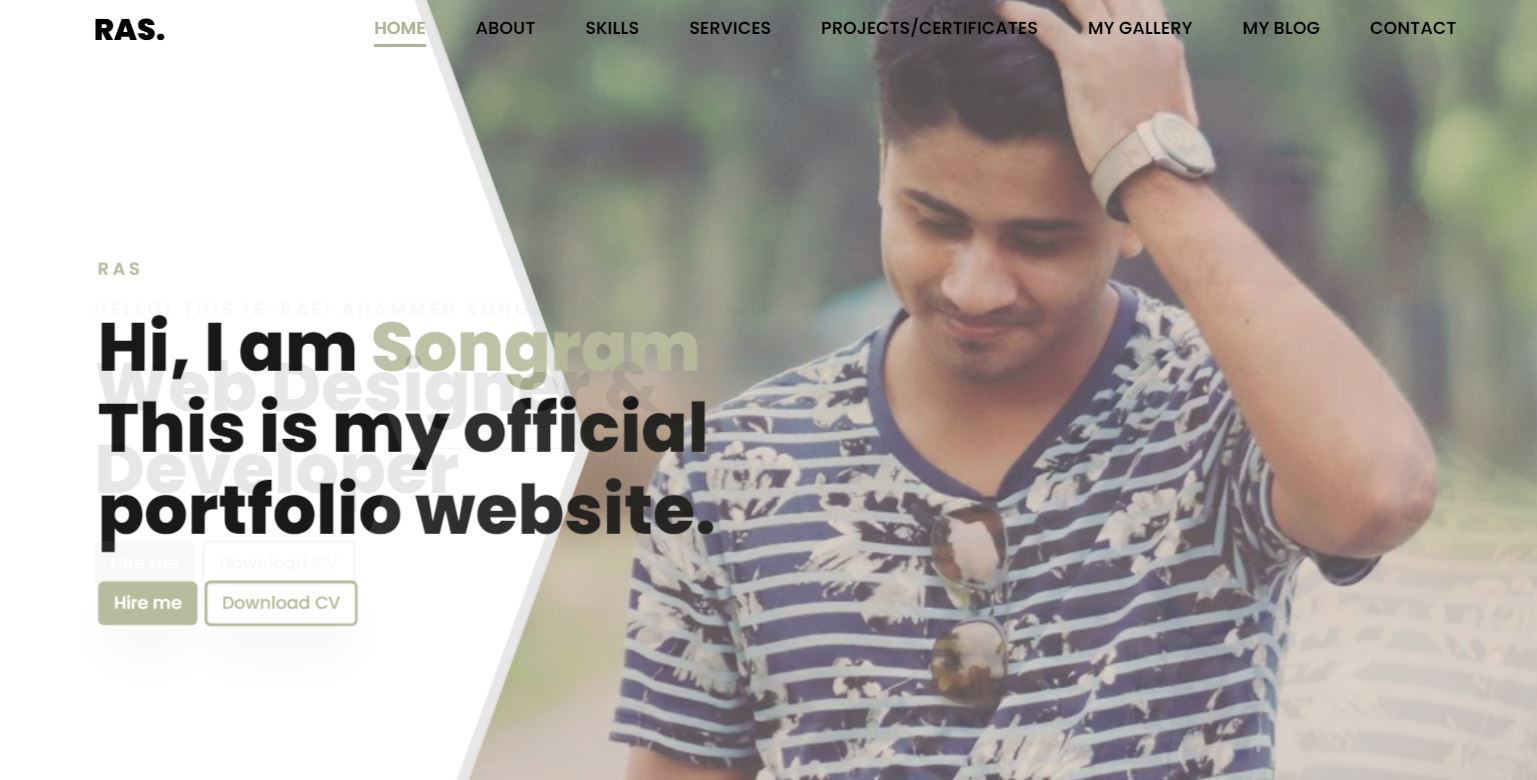 RAS.
HOME ABOUT SKILLS SERVICES PROJECTS/CERTIFICATES MY GALLERY MY BLOG CONTACT
RAS
HELLO! THIS IS-RAFI AHAMMED SONG
Hi, I am Songram
Web Designer &
This is my official
Developer
portfolio website.
Hire me Download CV
Hire me Download CV